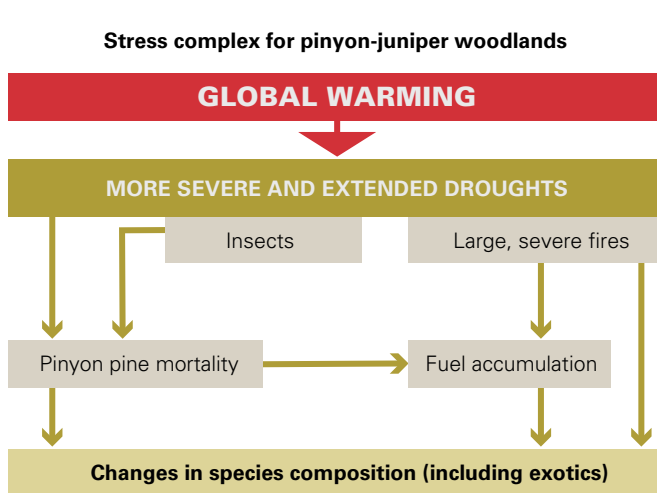 Stress complex for pinyon-juniper woodlands
GLOBAL WARMING
MORE SEVERE AND EXTENDED DROUGHTS
Insects
Large, severe fires
Pinyon pine mortality
Fuel accumulation
Changes in species composition (including exotics)